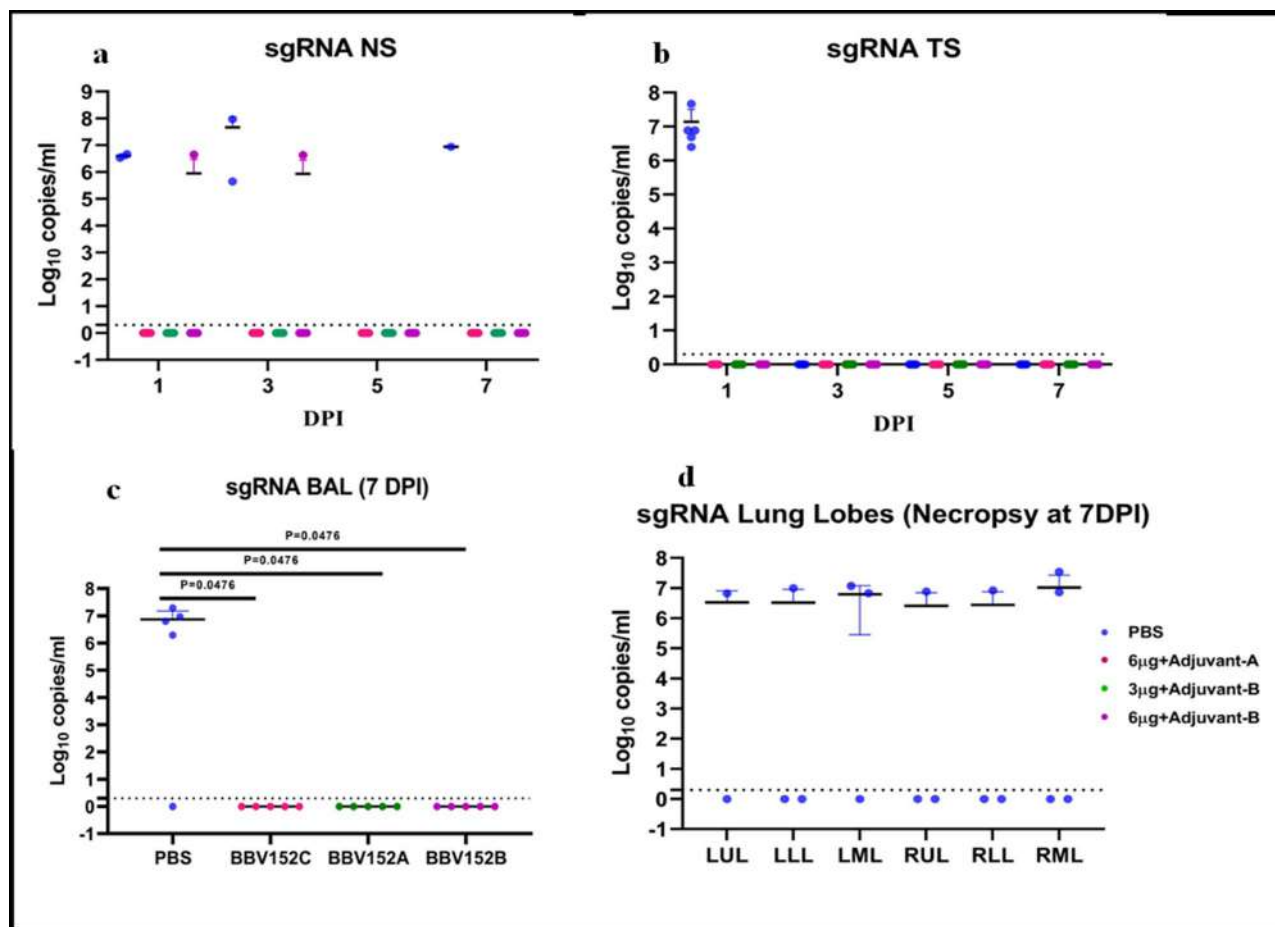 a
sgRNA NS
Log10 copies/ml
9
8
7
6
5
4
3
2
1
0
-1
1 3 5 7
DPI
b
sgRNA TS
Log10 copies/ml
8
7
6
5
4
3
2
1
0
1 3 5 7
DPI
c
sgRNA BAL (7 DPI)
P=0.0476
P=0.0476
P=0.0476
Log10 copies/ml
8
7
6
5
4
3
2
1
0
-1
PBS BBV152C BBV152A BBV152B
d
sgRNA Lung Lobes (Necropsy at 7DPI)
Log10 copies/ml
8
7
6
5
4
3
2
1
0
-1
LUL LLL LML RUL RLL RML
PBS
6µg+Adjuvant-A
3µg+Adjuvant-B
6µg+Adjuvant-B